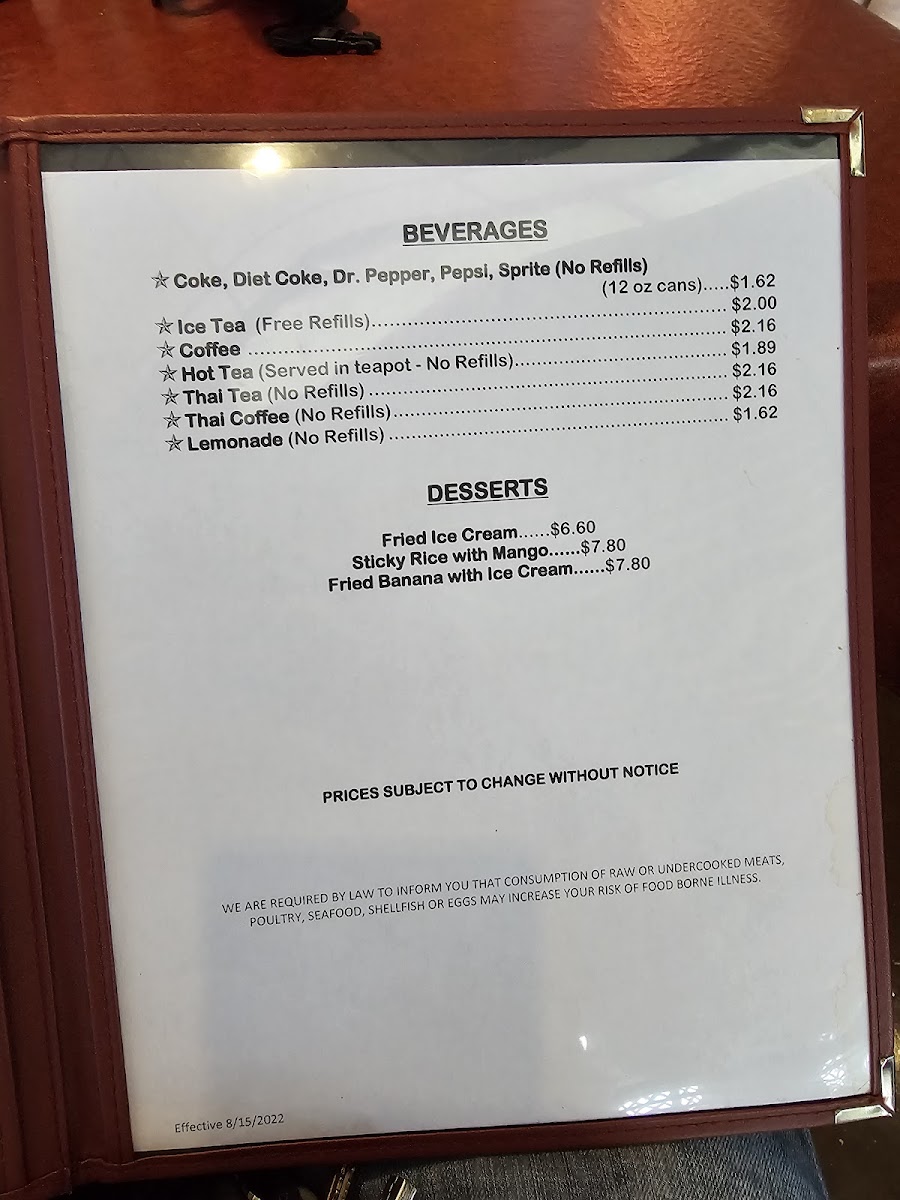 BEVERAGES
✯ Coke, Diet Coke, Dr. Pepper, Pepsi, Sprite (No Refills)
(12 oz cans).....$1.62
✯ Ice Tea (Free Refills)................................................................ $2.00
✯ Coffee ...................................................................................... $2.16
✯ Hot Tea (Served in teapot - No Refills)...................................... $1.89
✯ Thai Tea (No Refills) ................................................................ $2.16
✯ Thai Coffee (No Refills)............................................................ $2.16
✯ Lemonade (No Refills) ............................................................. $1.62
DESSERTS
Fried Ice Cream......$6.60
Sticky Rice with Mango......$7.80
Fried Banana with Ice Cream......$7.80
PRICES SUBJECT TO CHANGE WITHOUT NOTICE
WE ARE REQUIRED BY LAW TO INFORM YOU THAT CONSUMPTION OF RAW OR UNDERCOOKED MEATS,
POULTRY, SEAFOOD, SHELLFISH OR EGGS MAY INCREASE YOUR RISK OF FOOD BORNE ILLNESS.
Effective 8/15/2022